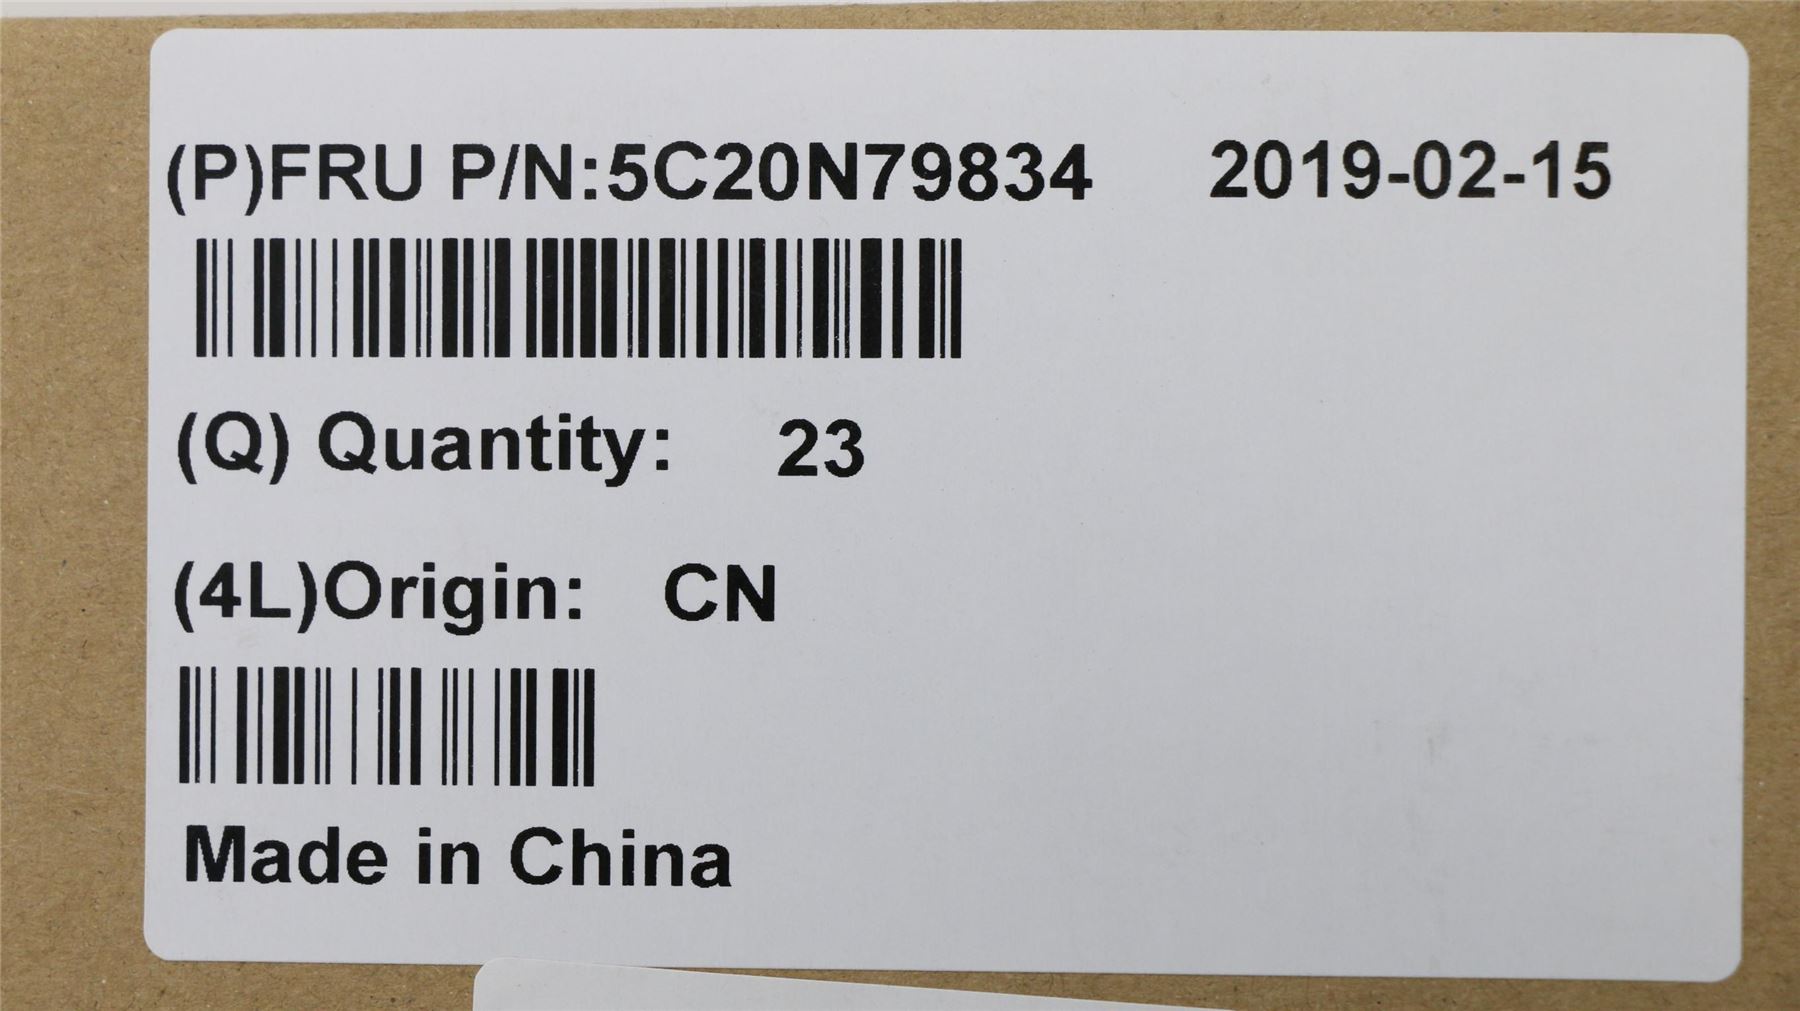 (P)FRU P/N:5C20N79834 2019-02-15
(Q) Quantity: 23
(4L)Origin: CN
Made in China